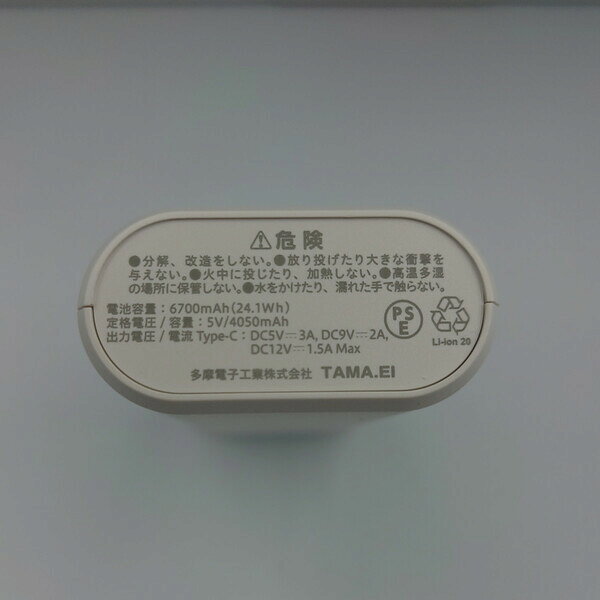 ⚠危険
●分解、改造をしない。●放り投げたり大きな衝撃を
与えない。●火中に投じたり、加熱しない。●高温多湿
の場所に保管しない。●水をかけたり、濡れた手で触らない。
電池容量：6700mAh(24.1Wh)
定格電圧 / 容量：5V/4050mAh
出力電圧 / 電流 Type-C：DC5V⎓3A, DC9V⎓2A,
DC12V⎓1.5A Max
PSE
Li-ion 20
多摩電子工業株式会社 TAMA.EI